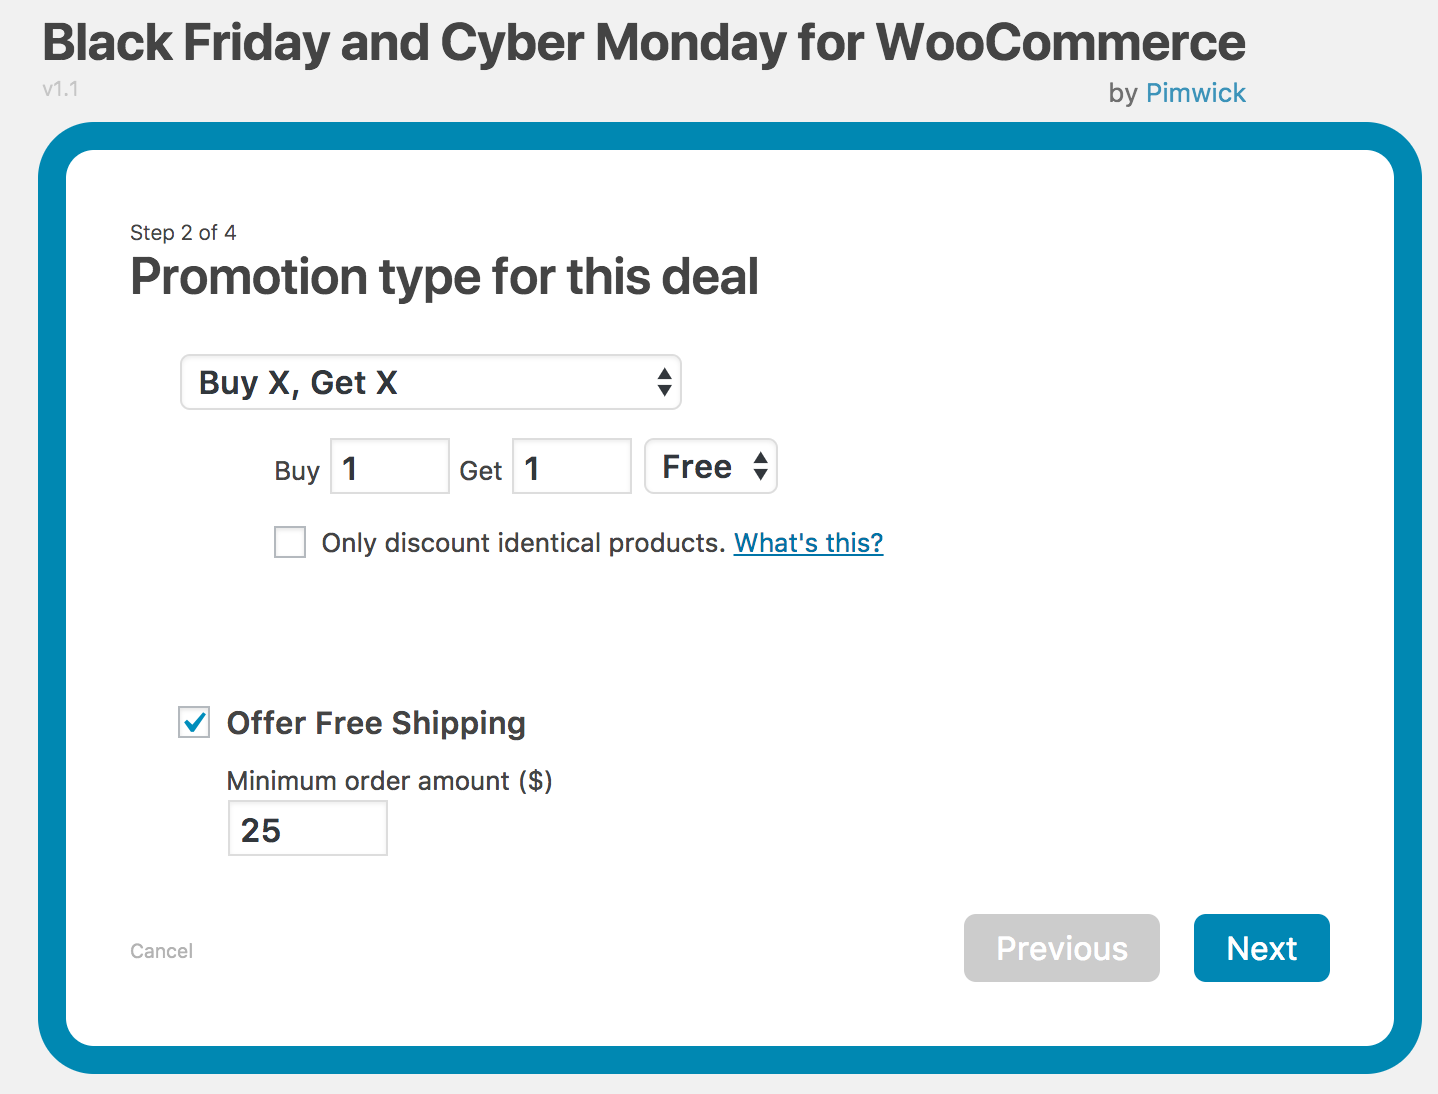 Black Friday and Cyber Monday for WooCommerce
v1.1
by Pimwick
Step 2 of 4
Promotion type for this deal
Buy X, Get X
Buy 1 Get 1 Free
Only discount identical products. What's this?
Offer Free Shipping
Minimum order amount ($)
25
Cancel Previous Next